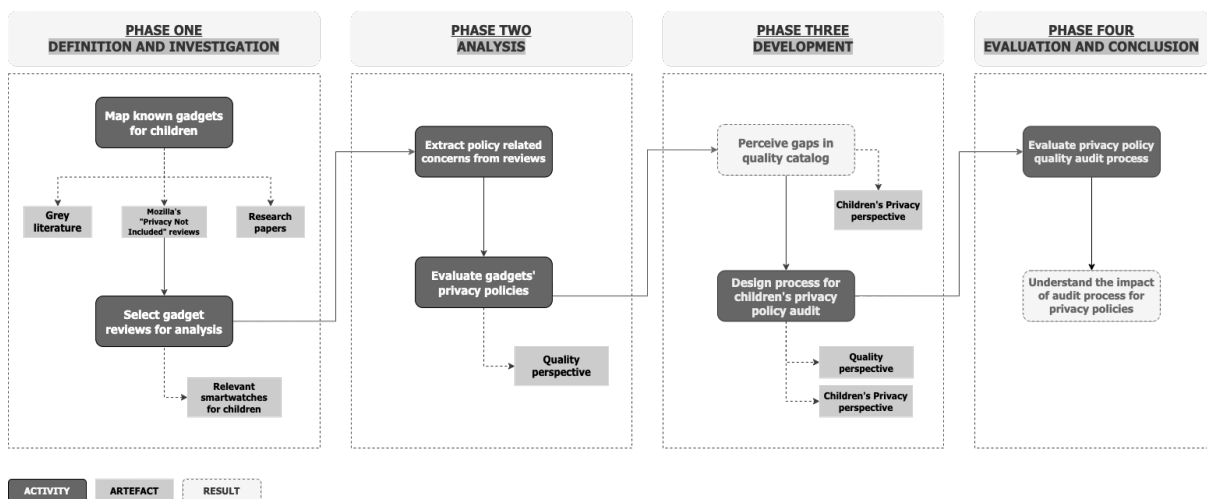 PHASE ONE
DEFINITION AND INVESTIGATION
Map known gadgets
for children
Grey
literature
Mozilla's
"Privacy Not
Included" reviews
Research
papers
Select gadget
reviews for analysis
Relevant
smartwatches
for children
PHASE TWO
ANALYSIS
Extract policy related
concerns from reviews
Evaluate gadgets'
privacy policies
Quality
perspective
PHASE THREE
DEVELOPMENT
Perceive gaps in
quality catalog
Children's Privacy
perspective
Design process for
children's privacy
policy audit
Quality
perspective
Children's Privacy
perspective
PHASE FOUR
EVALUATION AND CONCLUSION
Evaluate privacy policy
quality audit process
Understand the impact
of audit process for
privacy policies
ACTIVITY
ARTEFACT
RESULT